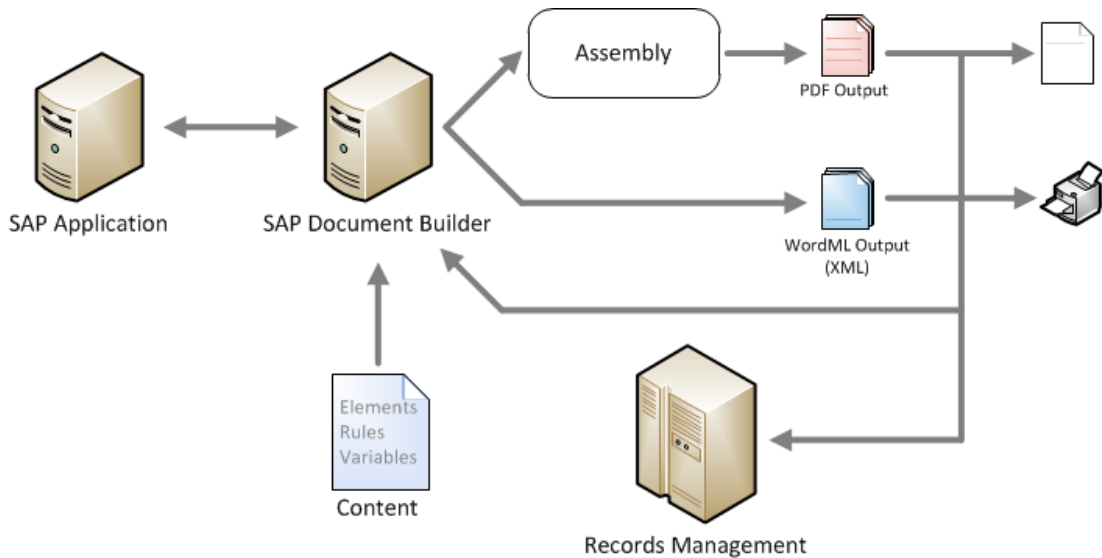 Assembly
PDF Output
SAP Application
SAP Document Builder
WordML Output
(XML)
Elements
Rules
Variables
Content
Records Management